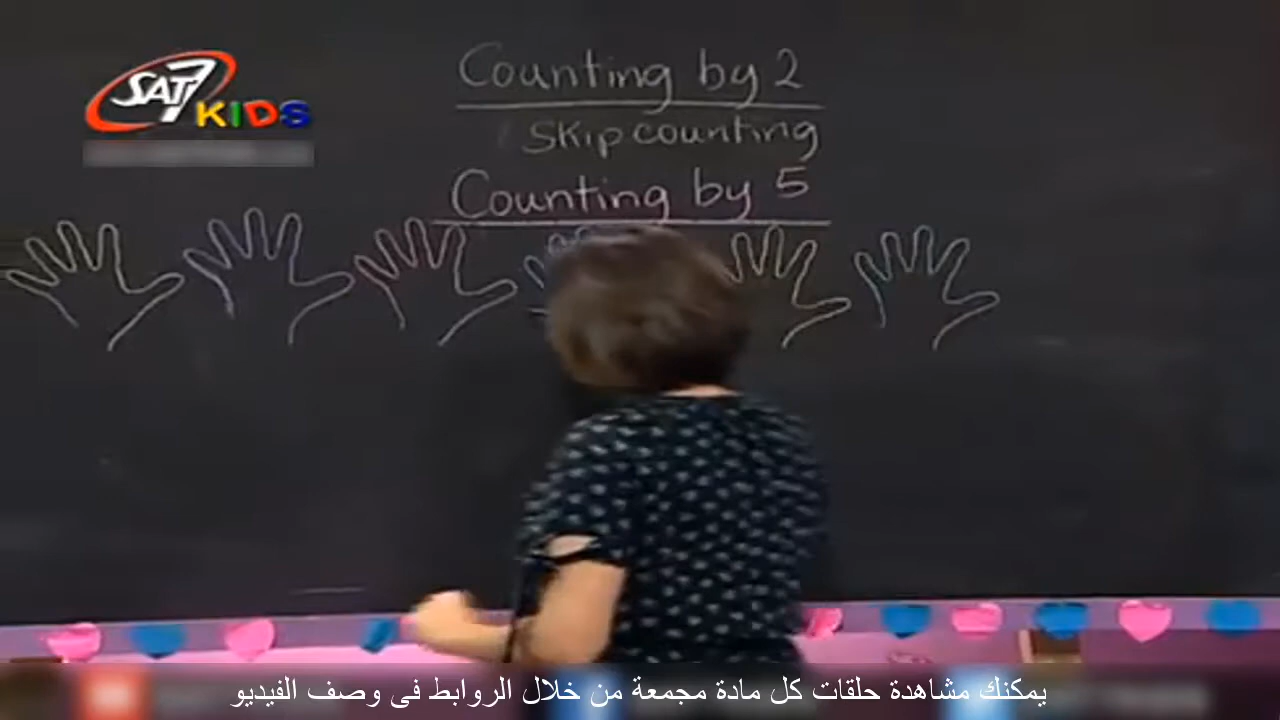 SAT7
KIDS
Counting by 2
skip counting
Counting by 5
يمكنك مشاهدة حلقات كل مادة مجمعة من خلال الروابط فى وصف الفيديو